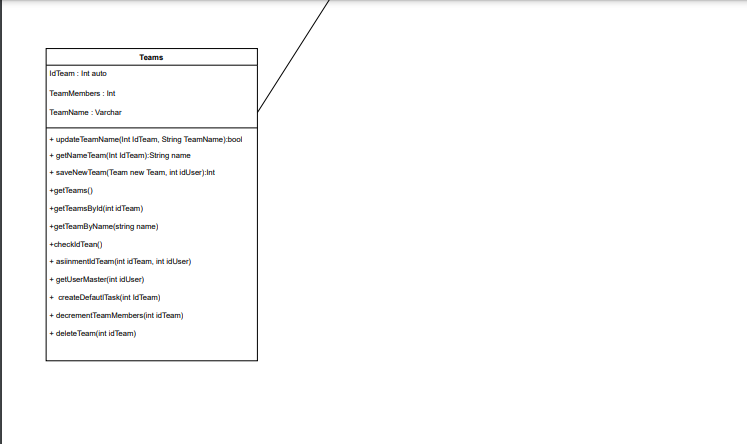 Teams
IdTeam : Int auto
TeamMembers : Int
TeamName : Varchar
+ updateTeamName(Int IdTeam, String TeamName):bool
+ getNameTeam(Int IdTeam):String name
+ saveNewTeam(Team new Team, int idUser):Int
+getTeams()
+getTeamsById(int idTeam)
+getTeamByName(string name)
+checkIdTean()
+ asiinmentIdTeam(int idTeam, int idUser)
+ getUserMaster(int idUser)
+ createDefautlTask(int IdTeam)
+ decrementTeamMembers(int idTeam)
+ deleteTeam(int idTeam)